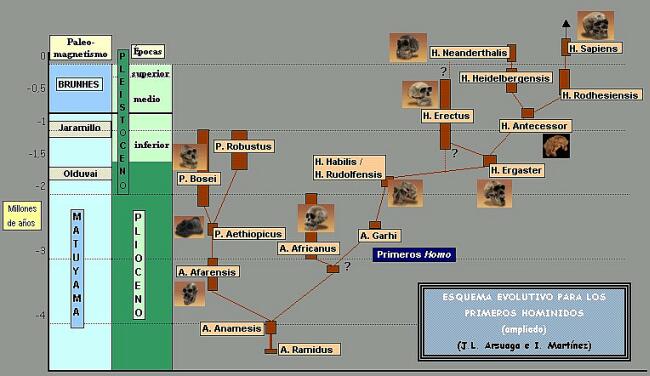 Paleo-
magnetismo
Épocas
0
-0,5
-1
-1,5
-2
-3
-4
Millones
de años
BRUNHES
Jaramillo
Olduvai
MATUYAMA
PLEISTOCENO
PLIOCENO
superior
medio
inferior
P. Robustus
P. Bosei
P. Aethiopicus
A. Afarensis
A. Anamesis
A. Ramidus
A. Africanus
?
A. Garhi
Primeros Homo
H. Habilis /
H. Rudolfensis
H. Ergaster
?
H. Erectus
?
H. Neanderthalis
H. Heidelbergensis
H. Antecessor
H. Rodhesiensis
H. Sapiens
ESQUEMA EVOLUTIVO PARA LOS
PRIMEROS HOMINIDOS
(ampliado)
(J.L. Arsuaga e I. Martínez)